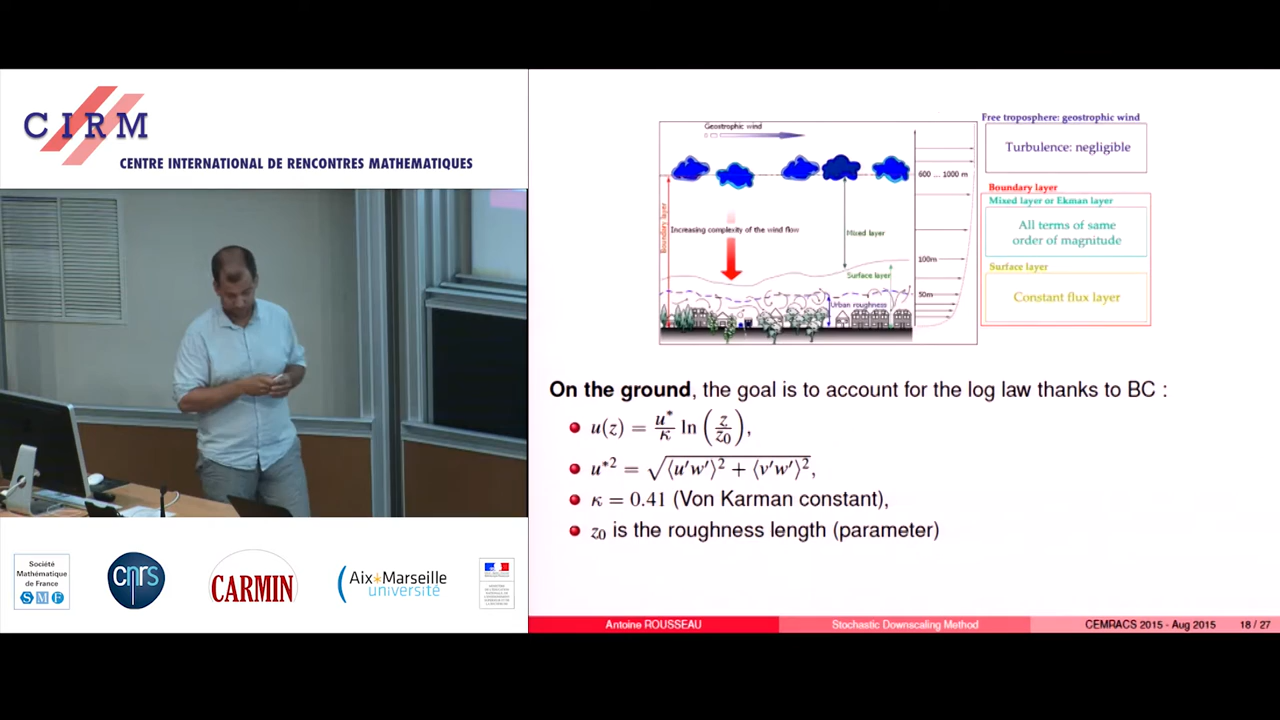 CIRM
CENTRE INTERNATIONAL DE RENCONTRES MATHEMATIQUES
Geostrophic wind
Increasing complexity of the wind flow
Boundary layer
Mixed layer
Surface layer
Urban roughness
600 ... 1000 m
100m
50m
Free troposphere: geostrophic wind
Turbulence: negligible
Boundary layer
Mixed layer or Ekman layer
All terms of same
order of magnitude
Surface layer
Constant flux layer
On the ground, the goal is to account for the log law thanks to BC :
u(z) = u*/κ ln (z/z0),
u*2 = √⟨u′w′⟩2 + ⟨v′w′⟩2,
κ = 0.41 (Von Karman constant),
z0 is the roughness length (parameter)
Société
Mathématique
de France
SMF
cnrs
CARMIN
Aix*Marseille
université
Antoine ROUSSEAU
Stochastic Downscaling Method
CEMRACS 2015 - Aug 2015
18 / 27